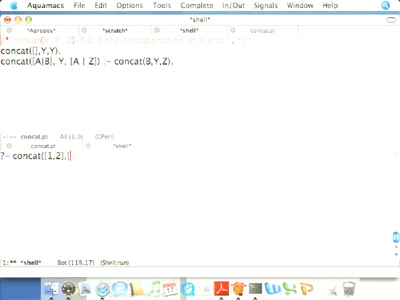 Aquamacs File Edit Options Tools Complete In/Out Signals Window Help
*shell*
*Apropos* *scratch* *shell* concat.pl
concat([],Y,Y).
concat([A|B], Y, [A | Z]) :- concat(B,Y,Z).
concat.pl All (1,0) (CPerl)
concat.pl *shell*
?- concat([1,2],[
1:** *shell* Bot (119,17) (Shell:run)
17